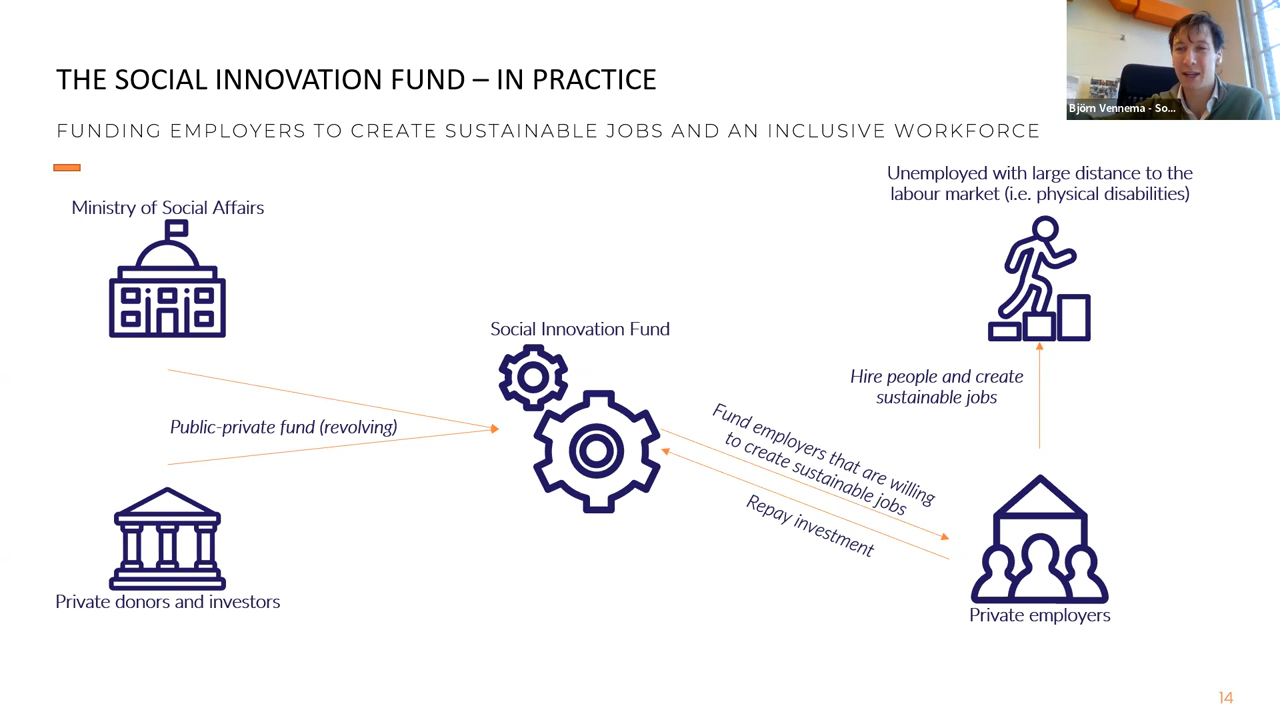 THE SOCIAL INNOVATION FUND – IN PRACTICE
Björn Vennema - So...
FUNDING EMPLOYERS TO CREATE SUSTAINABLE JOBS AND AN INCLUSIVE WORKFORCE
Unemployed with large distance to the
labour market (i.e. physical disabilities)
Ministry of Social Affairs
Social Innovation Fund
Hire people and create
sustainable jobs
Public-private fund (revolving)
Fund employers that are willing
to create sustainable jobs
Repay investment
Private donors and investors
Private employers
14